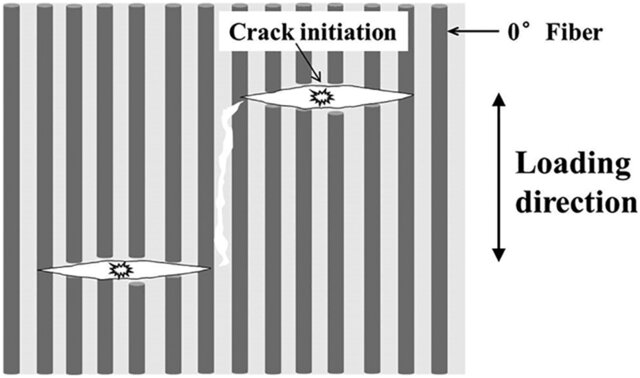 Crack initiation
0° Fiber
Loading
direction